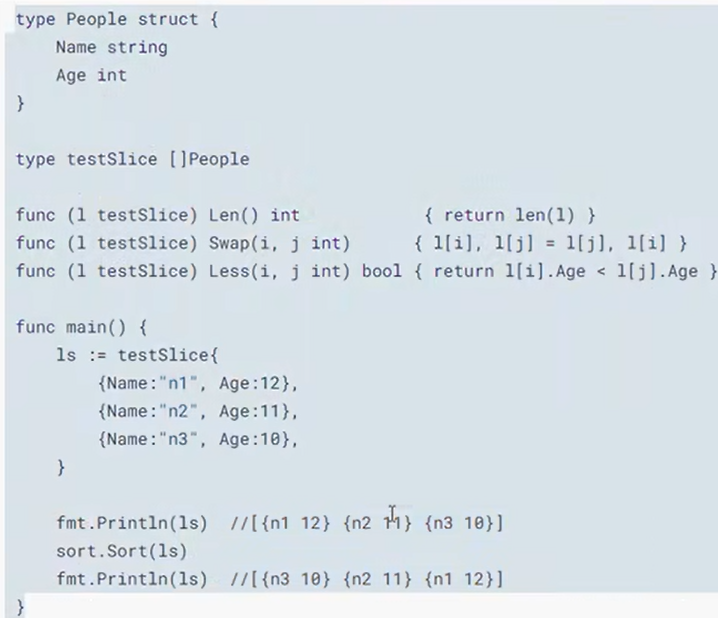 type People struct {
    Name string
    Age int
}

type testSlice []People

func (l testSlice) Len() int           { return len(l) }
func (l testSlice) Swap(i, j int)      { l[i], l[j] = l[j], l[i] }
func (l testSlice) Less(i, j int) bool { return l[i].Age < l[j].Age }

func main() {
    ls := testSlice{
        {Name:"n1", Age:12},
        {Name:"n2", Age:11},
        {Name:"n3", Age:10},
    }

    fmt.Println(ls)  //[{n1 12} {n2 11} {n3 10}]
    sort.Sort(ls)
    fmt.Println(ls)  //[{n3 10} {n2 11} {n1 12}]
}